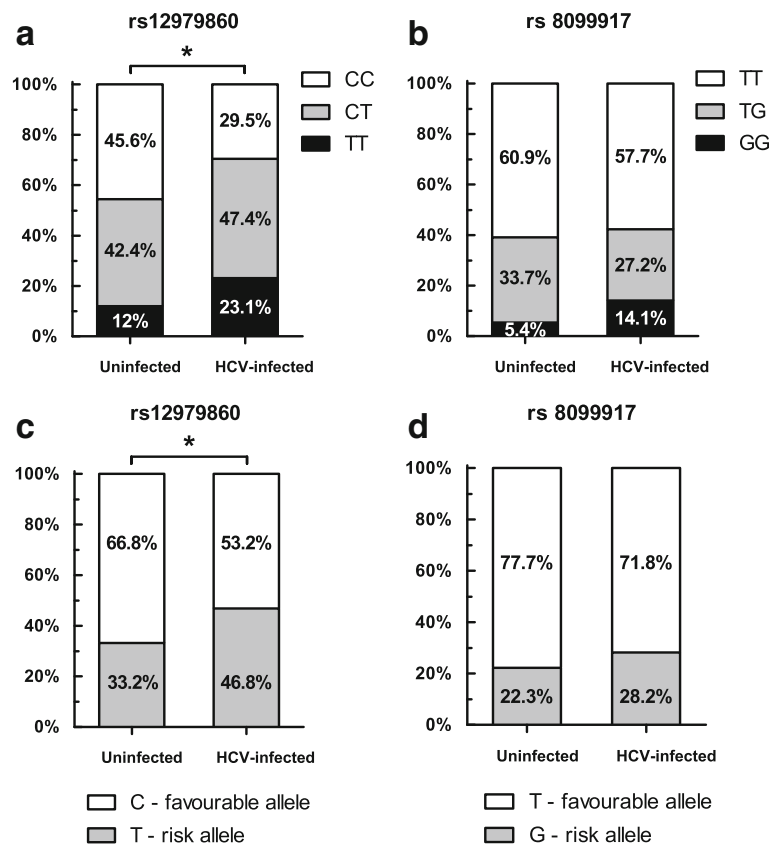 a
rs12979860
*
100%
80%
60%
40%
20%
0%
45.6%
42.4%
12%
29.5%
47.4%
23.1%
Uninfected
HCV-infected
CC
CT
TT
b
rs 8099917
100%
80%
60%
40%
20%
0%
60.9%
33.7%
5.4%
57.7%
27.2%
14.1%
Uninfected
HCV-infected
TT
TG
GG
c
rs12979860
*
100%
80%
60%
40%
20%
0%
66.8%
33.2%
53.2%
46.8%
Uninfected
HCV-infected
C - favourable allele
T - risk allele
d
rs 8099917
100%
80%
60%
40%
20%
0%
77.7%
22.3%
71.8%
28.2%
Uninfected
HCV-infected
T - favourable allele
G - risk allele